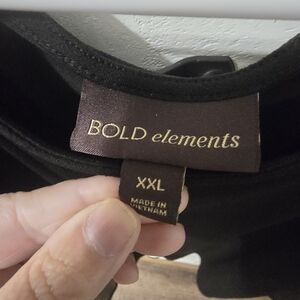 BOLD elements
XXL
MADE IN
VIETNAM